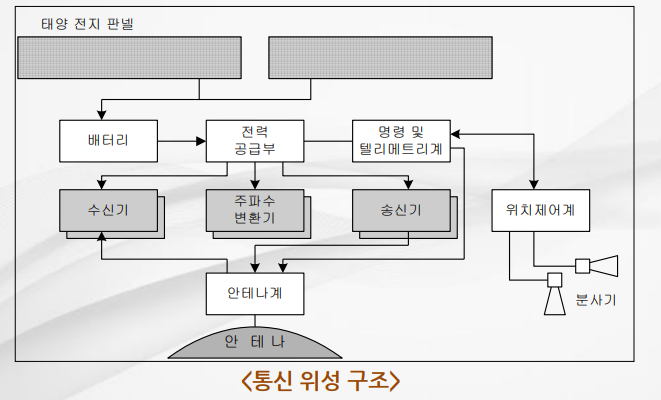 태양 전지 판넬
배터리
전력
공급부
명령 및
텔리메트리계
수신기
주파수
변환기
송신기
위치제어계
안테나계
분사기
안 테 나
<통신 위성 구조>